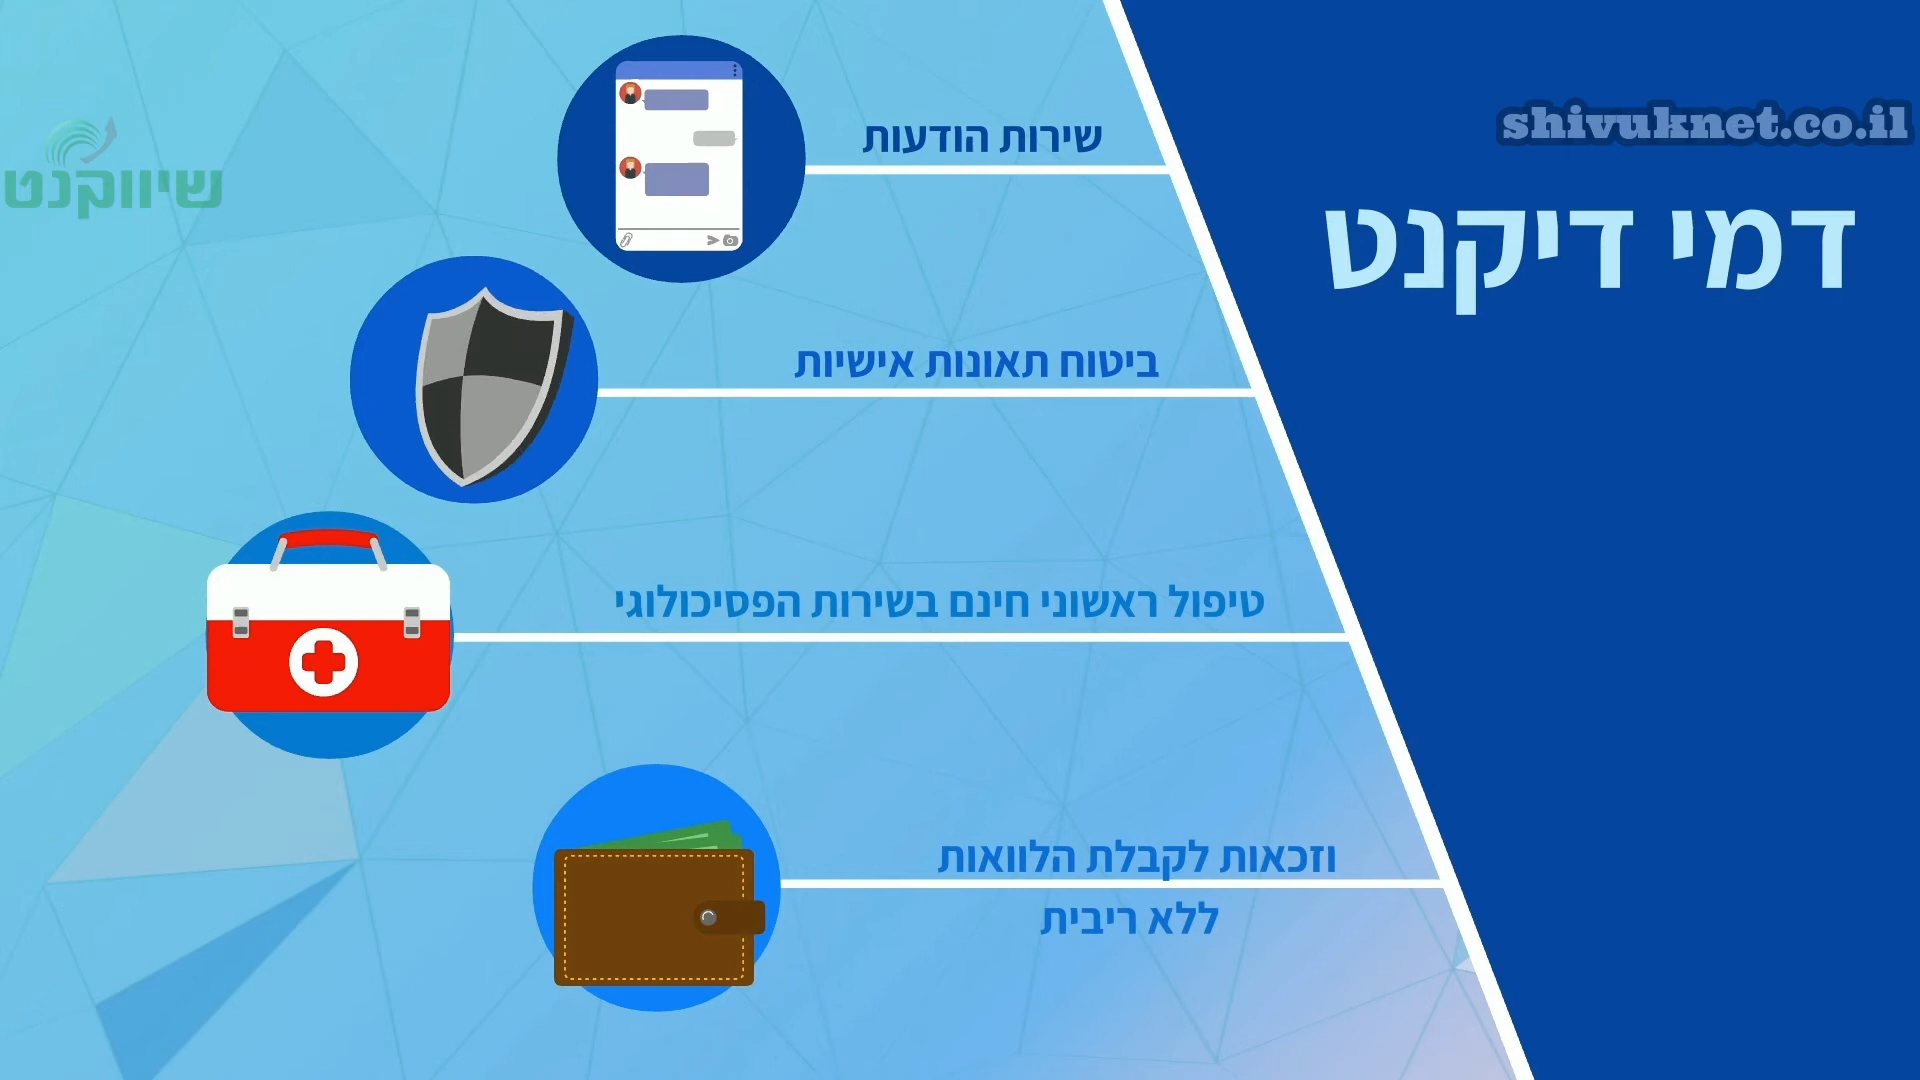 shivuknet.co.il
שיווקנט
דמי דיקנט
שירות הודעות
ביטוח תאונות אישיות
טיפול ראשוני חינם בשירות הפסיכולוגי
וזכאות לקבלת הלוואות
ללא ריבית